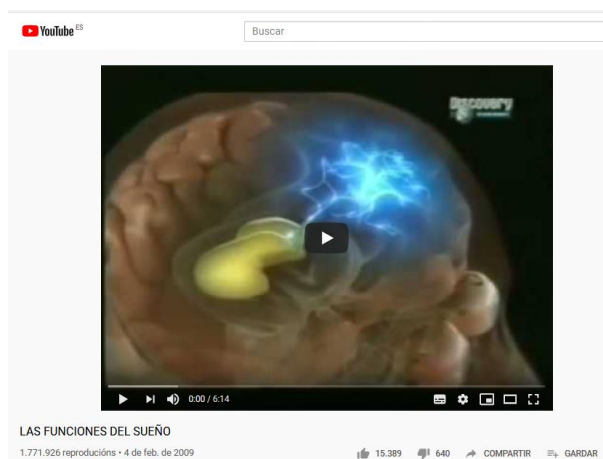 YouTube ES
Buscar
Discovery
CHANNEL
0:00 / 6:14
LAS FUNCIONES DEL SUEÑO
1.771.926 reproducións • 4 de feb. de 2009
15.389 640 COMPARTIR GARDAR